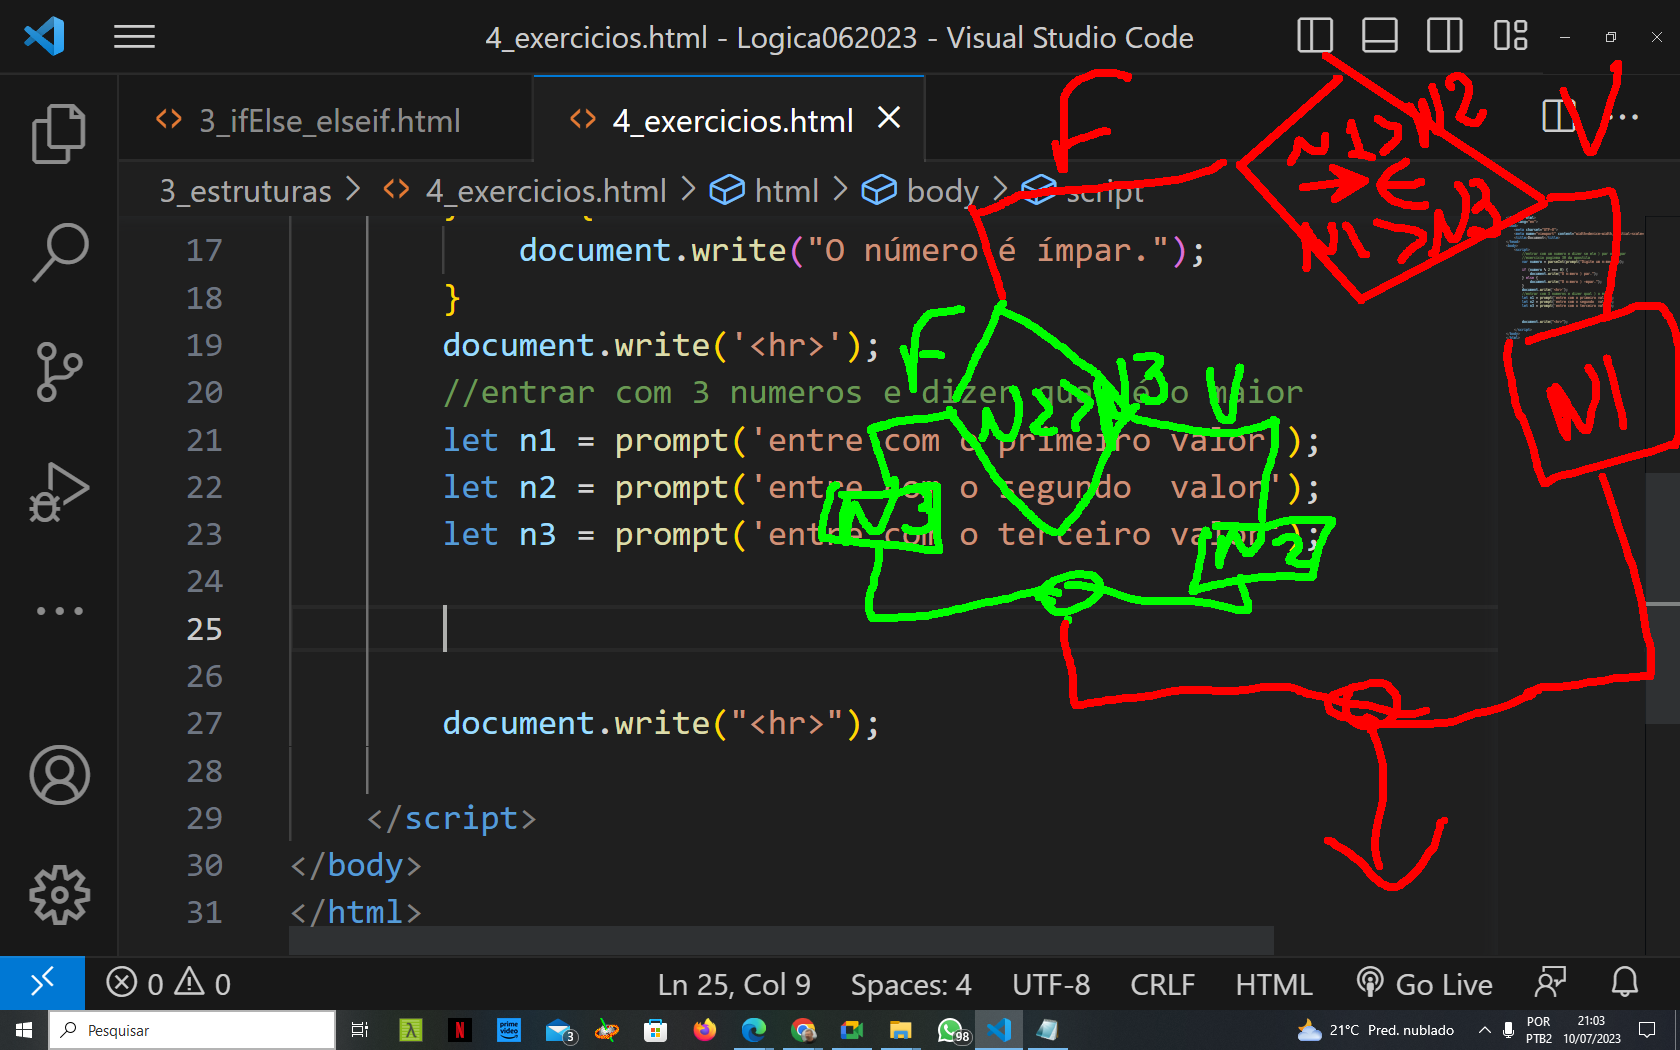 4_exercicios.html - Logica062023 - Visual Studio Code
3_ifElse_elseif.html
4_exercicios.html
3_estruturas > 4_exercicios.html > html > body > script
17 document.write("O número é ímpar.");
18 }
19 document.write('<hr>');
20 //entrar com 3 numeros e dizer qual é o maior
21 let n1 = prompt('entre com o primeiro valor');
22 let n2 = prompt('entre com o segundo  valor');
23 let n3 = prompt('entre com o terceiro valor');
24
25
26
27 document.write("<hr>");
28
29 </script>
30 </body>
31 </html>
F
V
N1>N2
E
N1>N3
N1
F
N2>N3
V
N3
N2
0 0
Ln 25, Col 9
Spaces: 4
UTF-8
CRLF
HTML
Go Live
Pesquisar
prime video
3
98
21°C Pred. nublado
POR
PTB2
21:03
10/07/2023